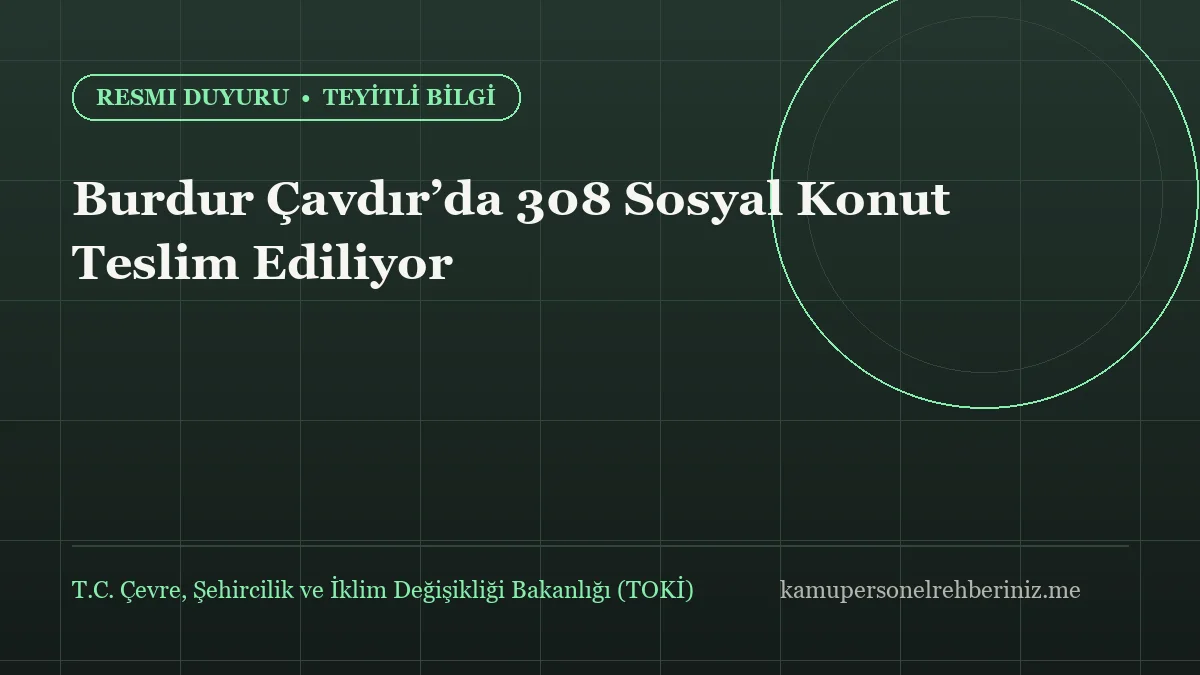 RESMI DUYURU • TEYİTLİ BİLGİ
Burdur Çavdır’da 308 Sosyal Konut
Teslim Ediliyor
T.C. Çevre, Şehircilik ve İklim Değişikliği Bakanlığı (TOKİ)
kamupersonelrehberiniz.me